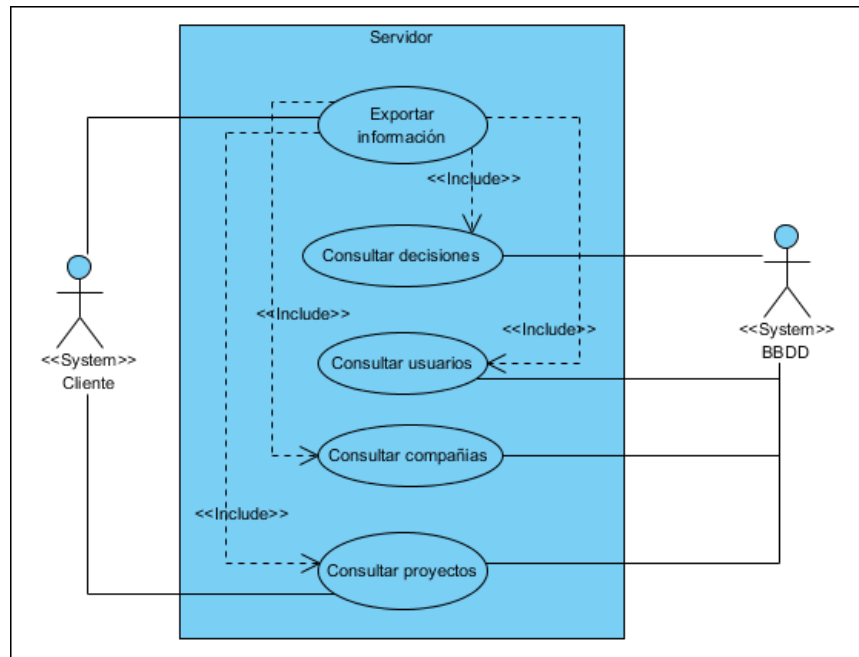 Servidor
Exportar
información
<<Include>>
Consultar decisiones
<<Include>>
<<Include>>
<<System>>
Cliente
<<System>>
BBDD
Consultar usuarios
Consultar compañias
<<Include>>
Consultar proyectos